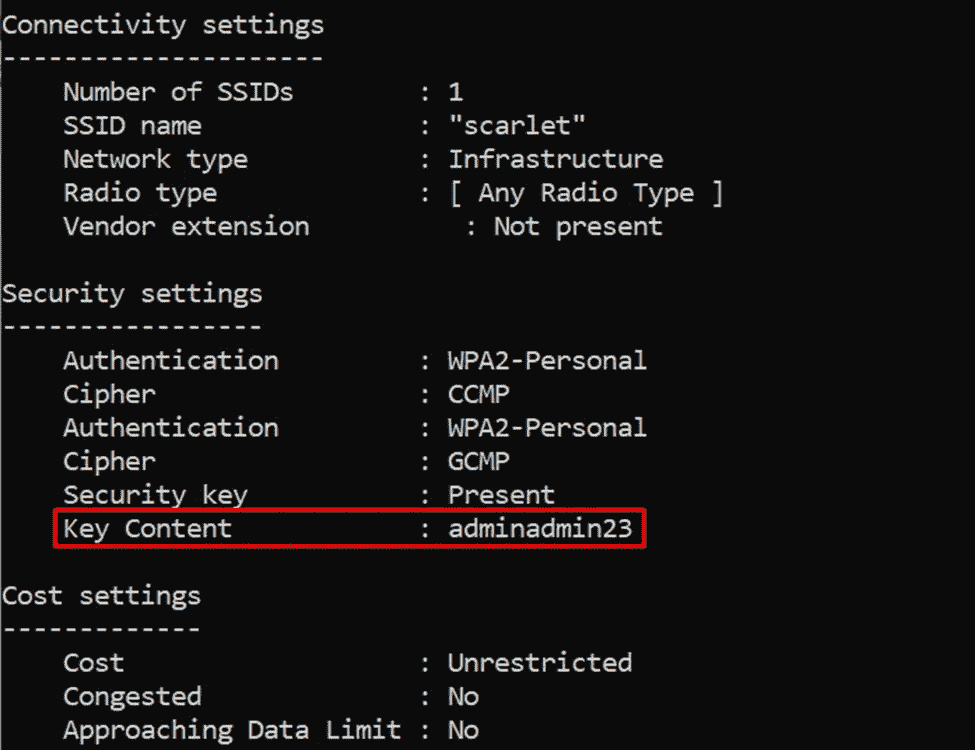 Connectivity settings
---------------------
    Number of SSIDs        : 1
    SSID name              : "scarlet"
    Network type           : Infrastructure
    Radio type             : [ Any Radio Type ]
    Vendor extension          : Not present

Security settings
-----------------
    Authentication         : WPA2-Personal
    Cipher                 : CCMP
    Authentication         : WPA2-Personal
    Cipher                 : GCMP
    Security key           : Present
    Key Content            : adminadmin23

Cost settings
-------------
    Cost                   : Unrestricted
    Congested              : No
    Approaching Data Limit : No